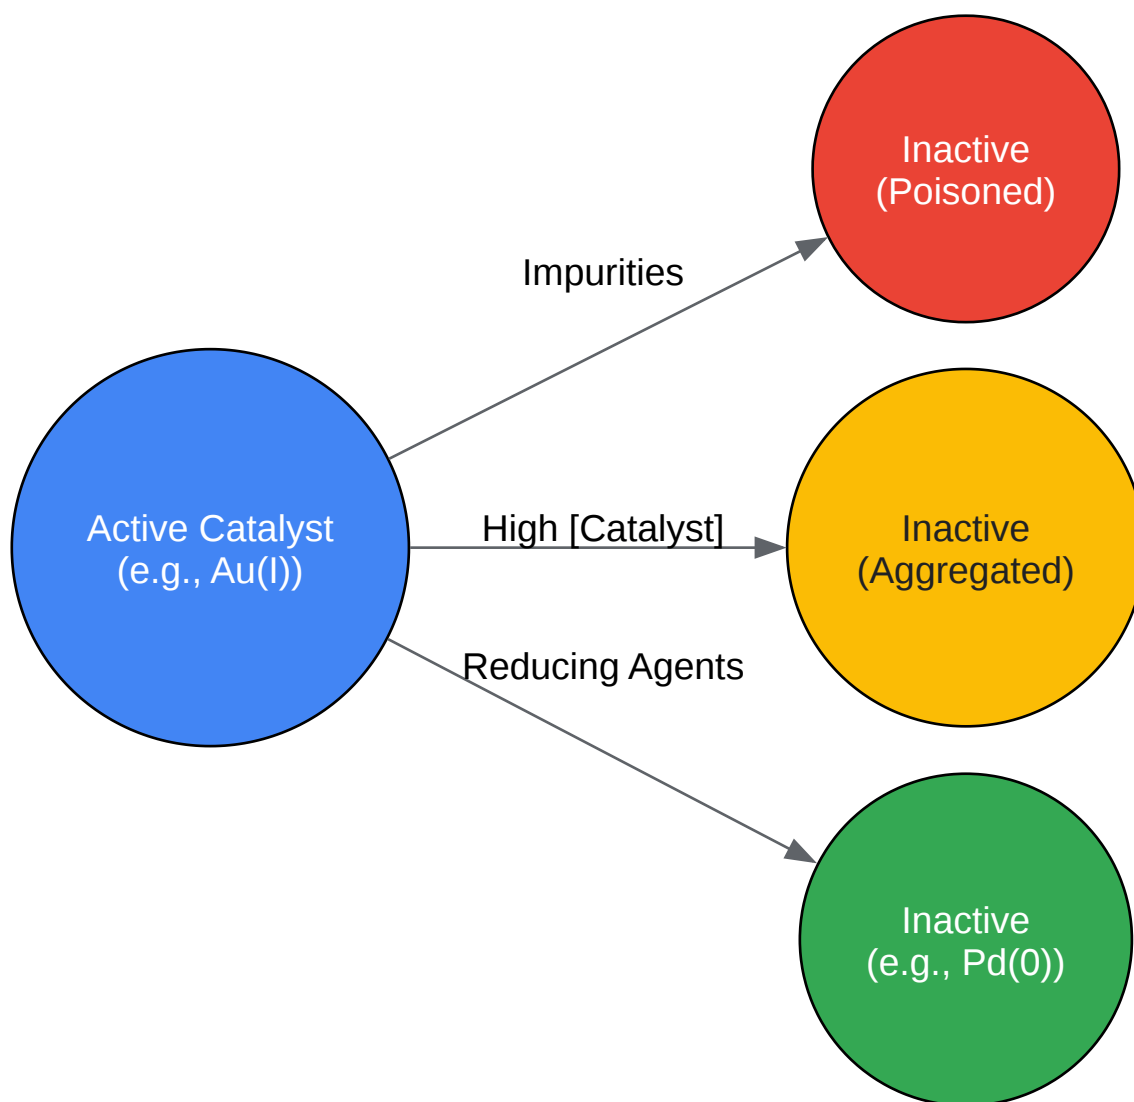 Inactive
(Poisoned)
Impurities
Active Catalyst
(e.g., Au(I))
High [Catalyst]
Inactive
(Aggregated)
Reducing Agents
Inactive
(e.g., Pd(0))